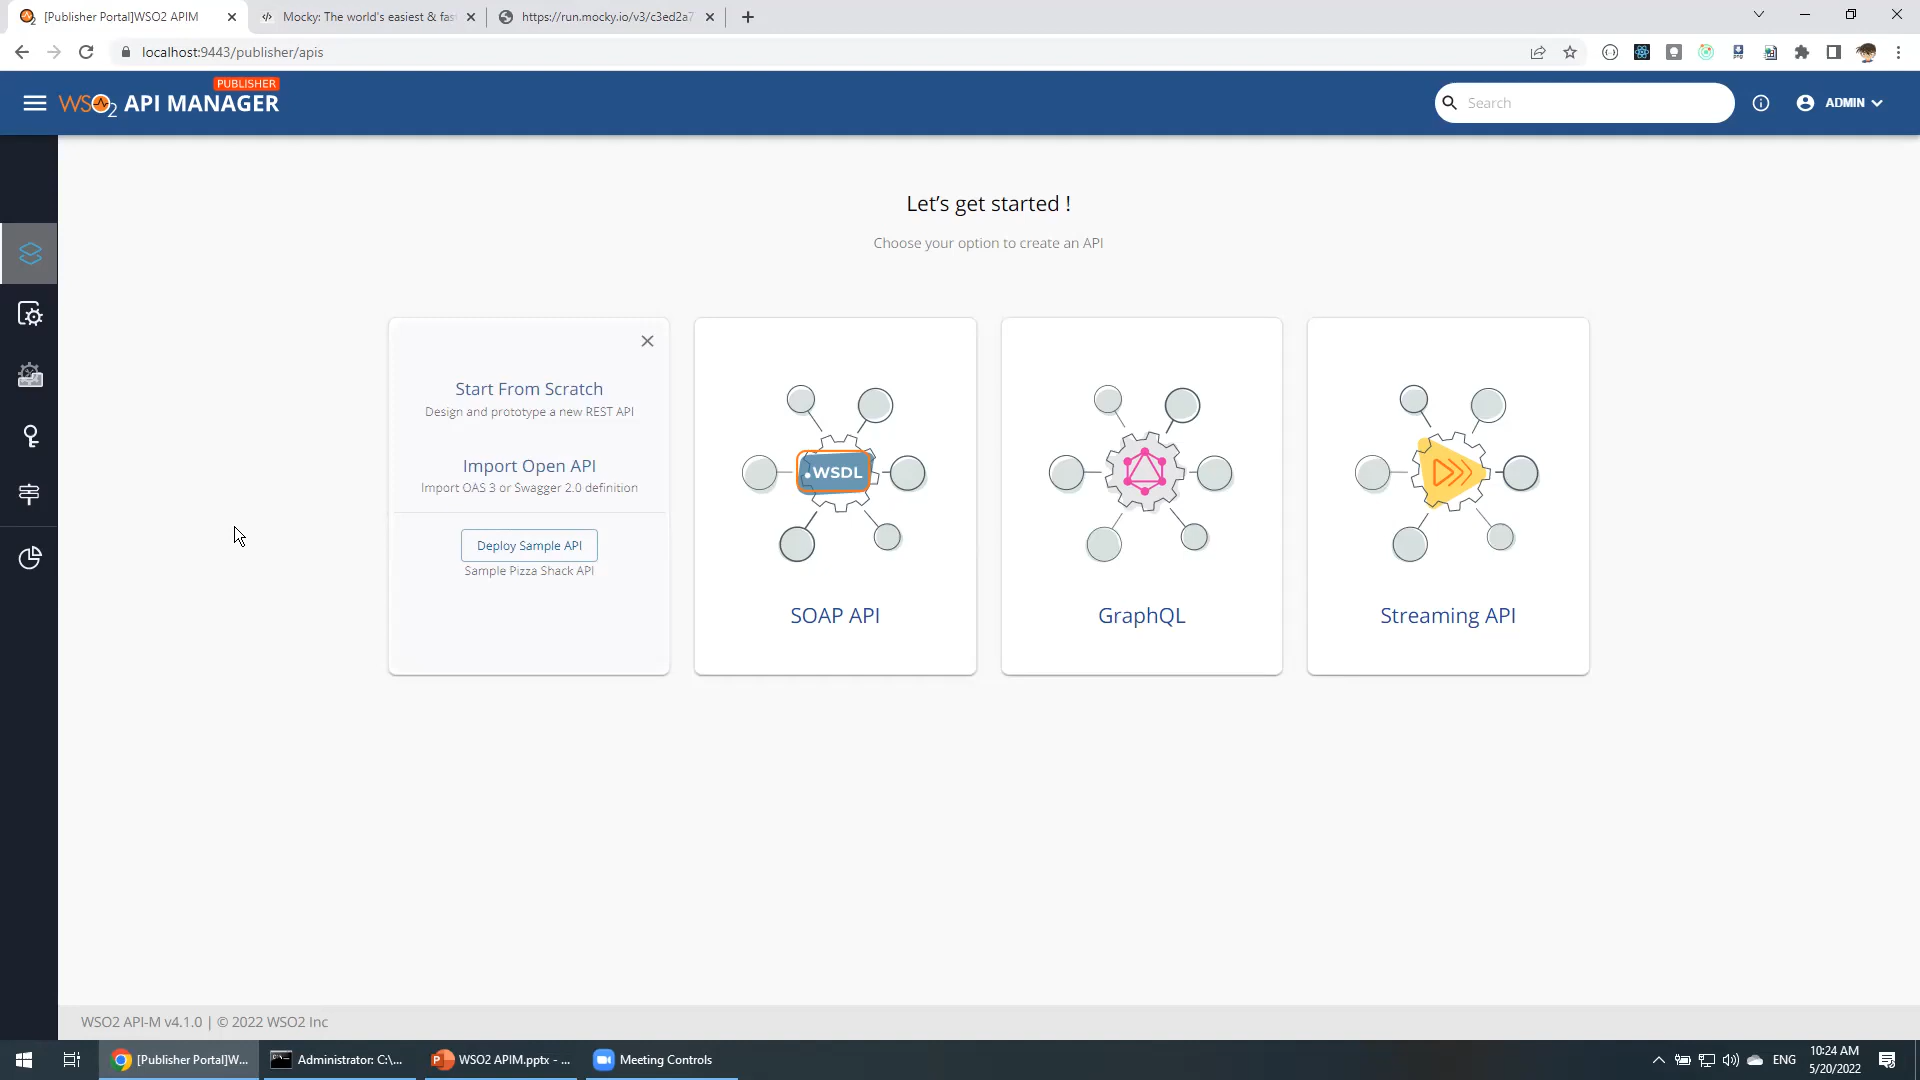 [Publisher Portal]WSO2 APIM
Mocky: The world's easiest & fas
https://run.mocky.io/v3/c3ed2a7
localhost:9443/publisher/apis
PUBLISHER
WSO2 API MANAGER
Search
ADMIN
Let's get started !
Choose your option to create an API
Start From Scratch
Design and prototype a new REST API
Import Open API
Import OAS 3 or Swagger 2.0 definition
Deploy Sample API
Sample Pizza Shack API
.WSDL
SOAP API
GraphQL
Streaming API
WSO2 API-M v4.1.0 | © 2022 WSO2 Inc
[Publisher Portal]W...
Administrator: C:\...
WSO2 APIM.pptx - ...
Meeting Controls
ENG
10:24 AM
5/20/2022